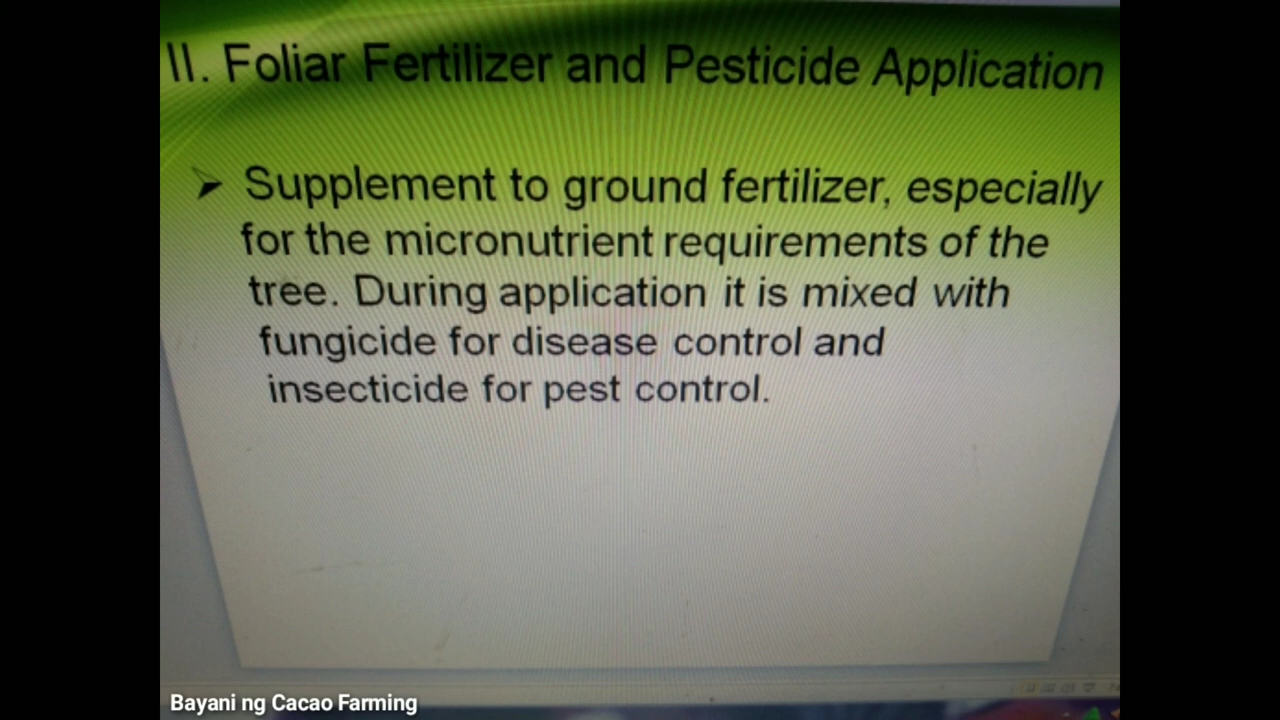 II. Foliar Fertilizer and Pesticide Application
➢ Supplement to ground fertilizer, especially
for the micronutrient requirements of the
tree. During application it is mixed with
fungicide for disease control and
insecticide for pest control.
Bayani ng Cacao Farming